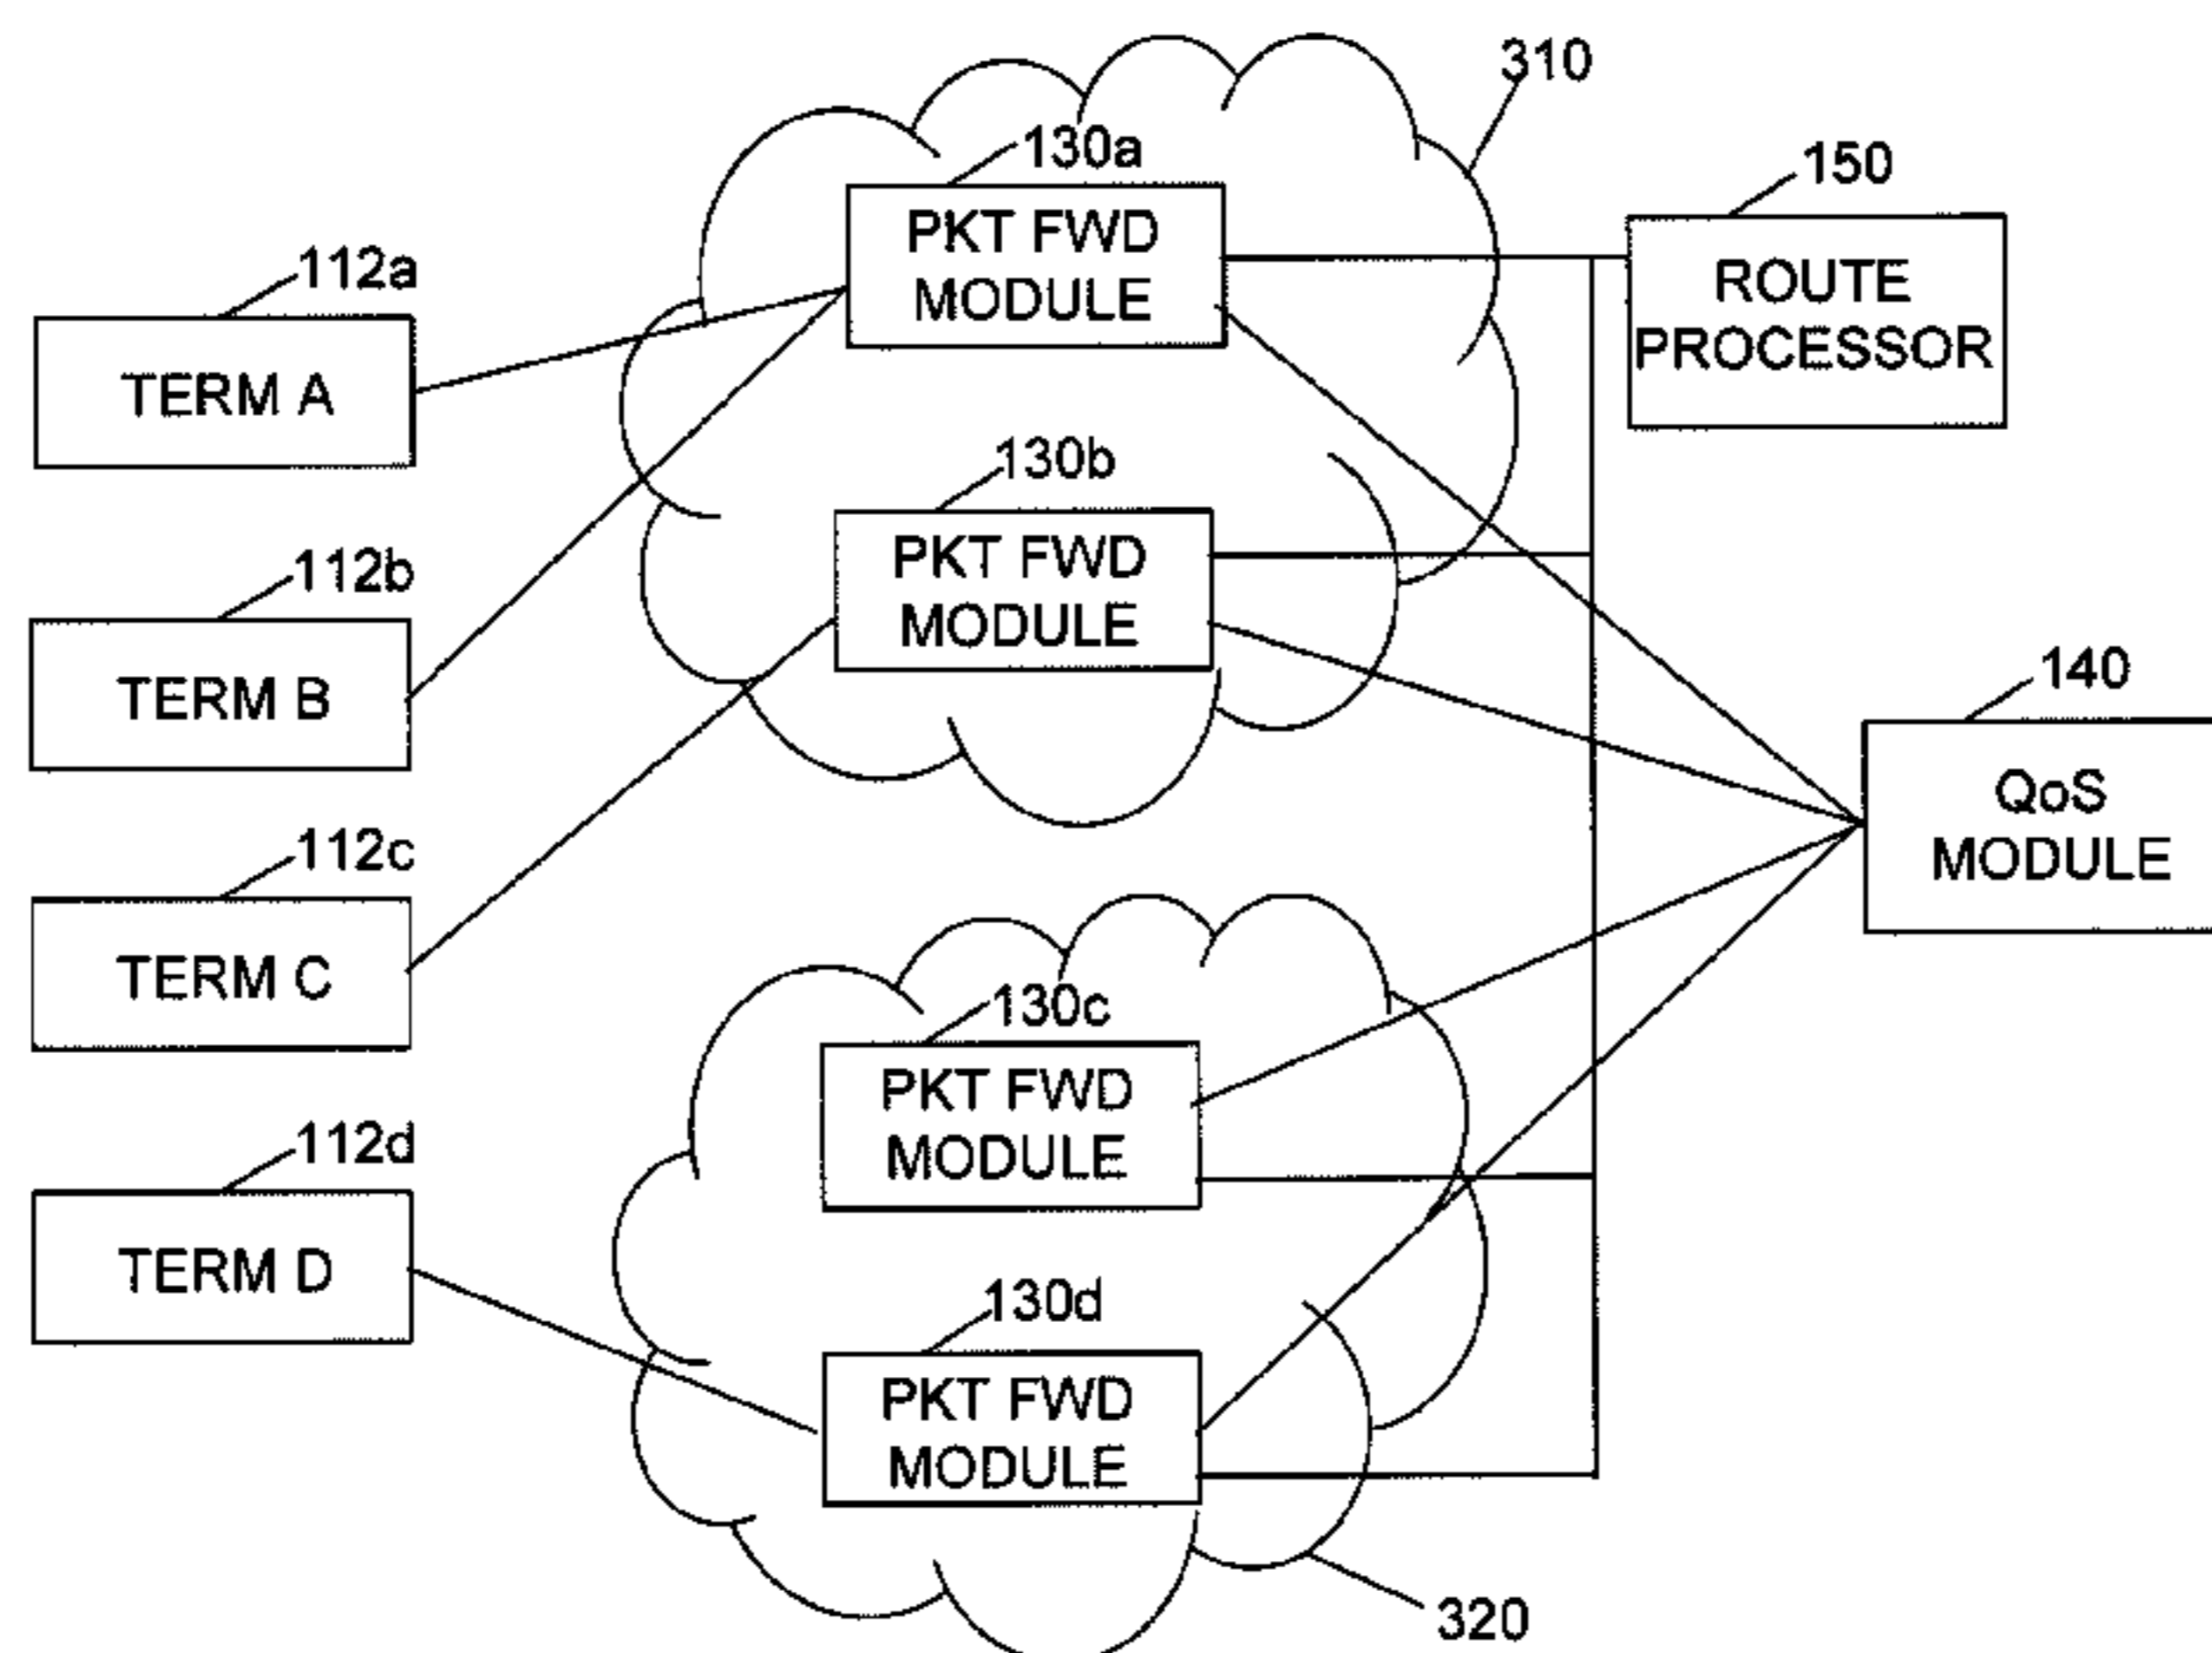 310
130a
PKT FWD
MODULE
150
ROUTE
PROCESSOR
112a
TERM A
130b
PKT FWD
MODULE
112b
TERM B
140
QoS
MODULE
112c
TERM C
130c
PKT FWD
MODULE
112d
TERM D
130d
PKT FWD
MODULE
320